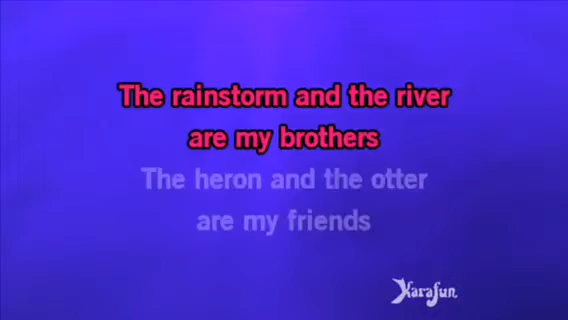 The rainstorm and the river
are my brothers
The heron and the otter
are my friends
KaraFun